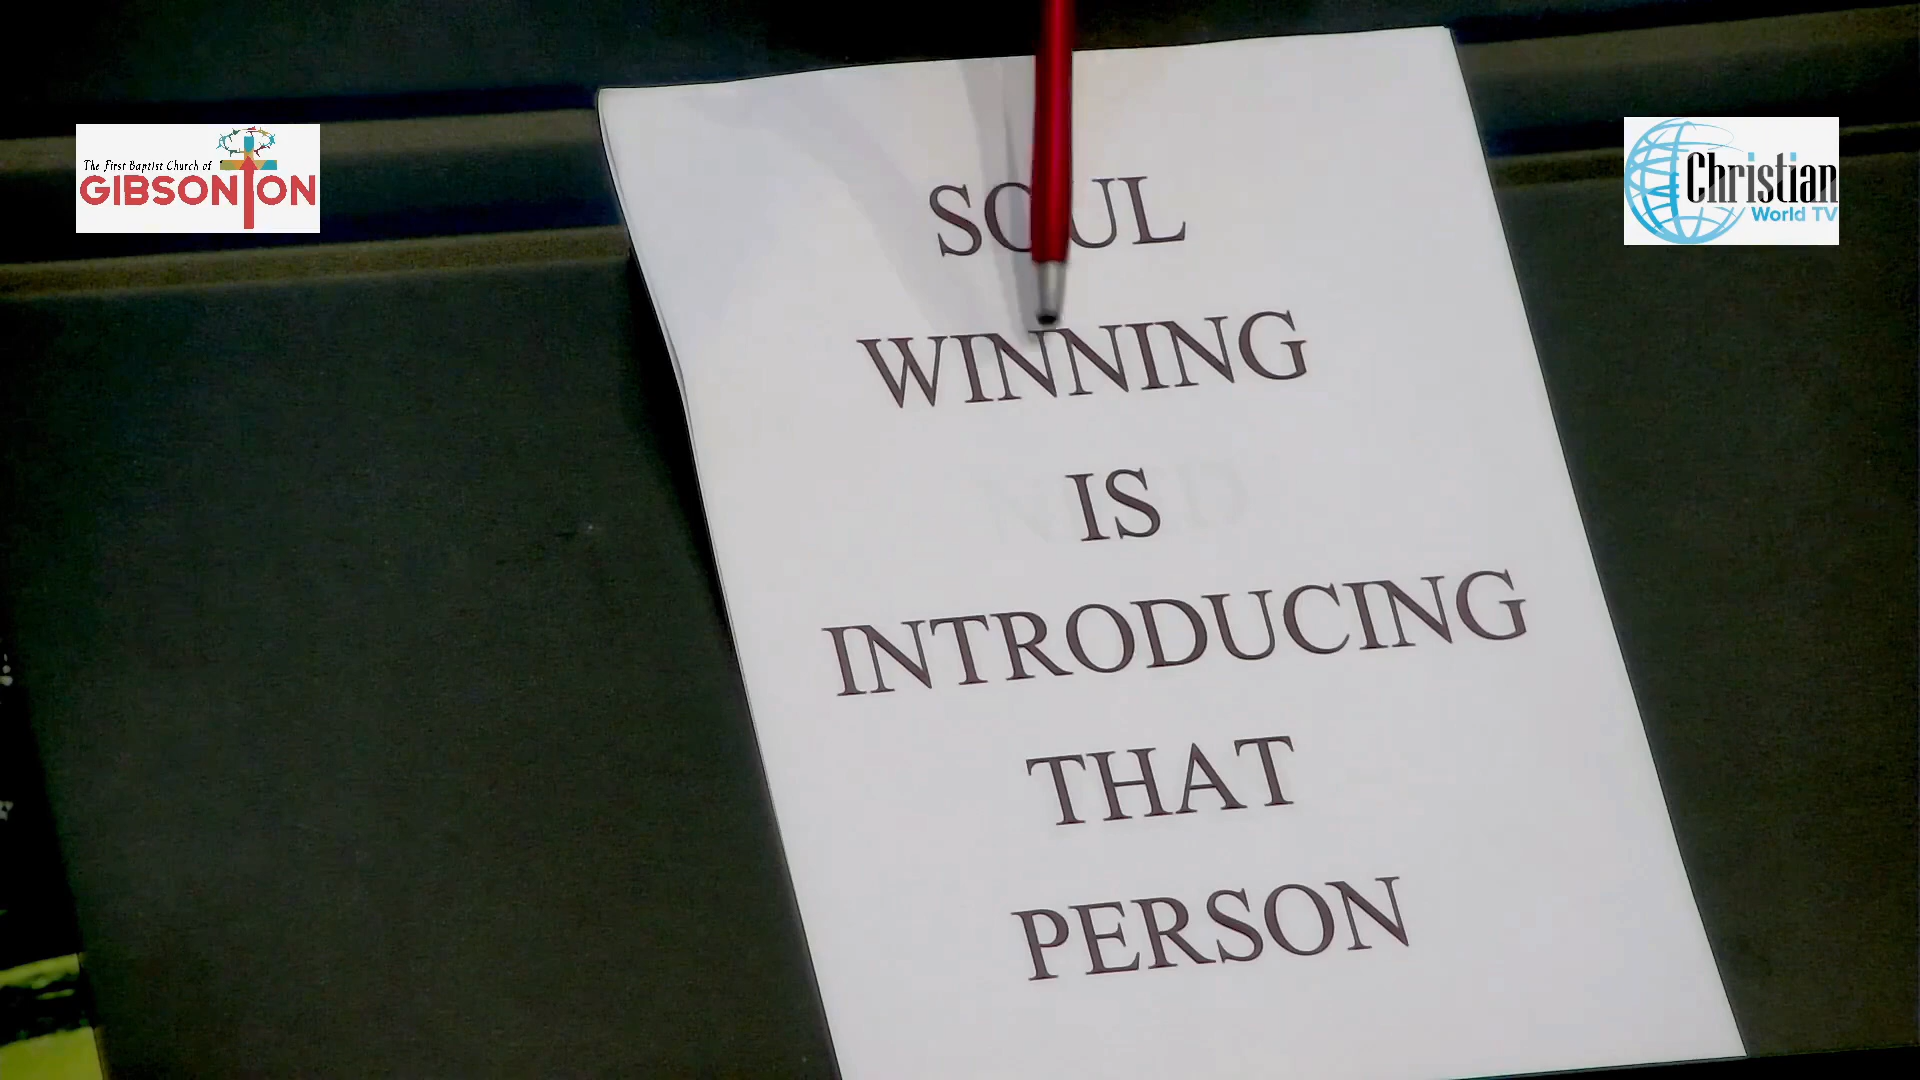 The First Baptist Church of
GIBSONTON
Christian
World TV
SOUL
WINNING
IS
INTRODUCING
THAT
PERSON